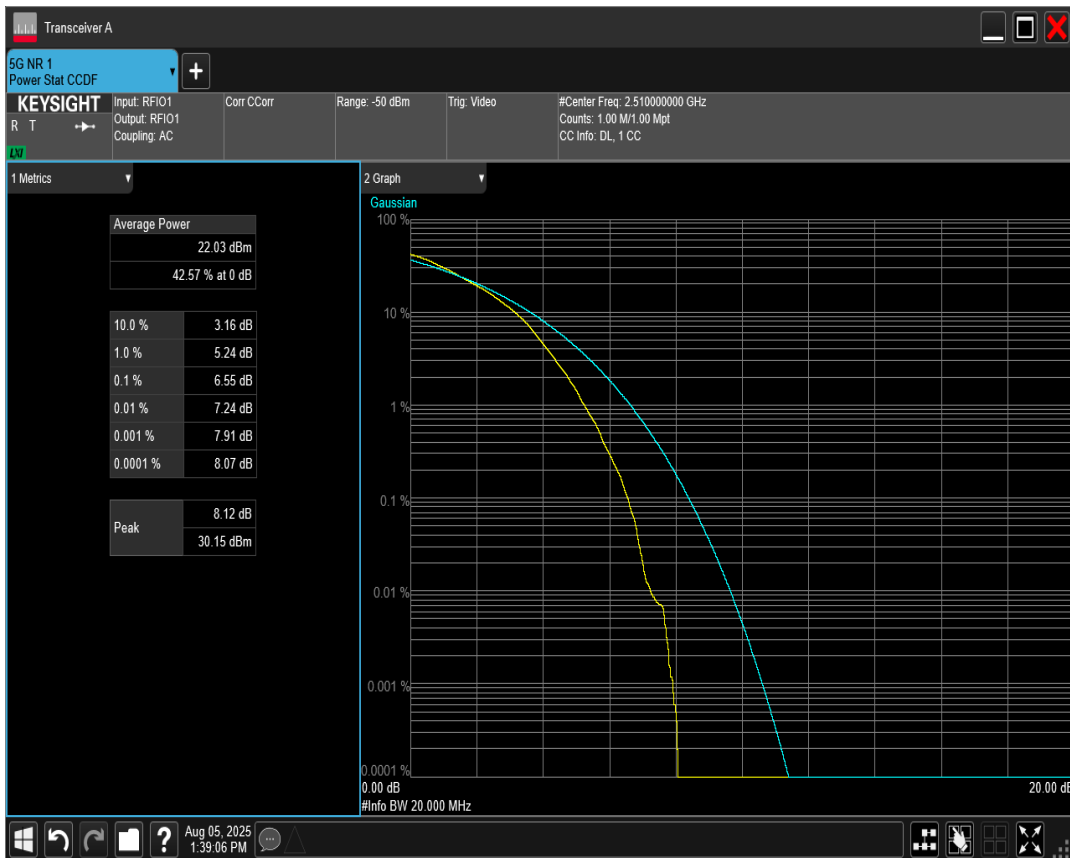 Transceiver A
5G NR 1
Power Stat CCDF
KEYSIGHT
R T
LXI
Input: RFIO1
Output: RFIO1
Coupling: AC
Corr CCorr
Range: -50 dBm
Trig: Video
#Center Freq: 2.510000000 GHz
Counts: 1.00 M/1.00 Mpt
CC Info: DL, 1 CC
1 Metrics
Average Power
22.03 dBm
42.57 % at 0 dB
10.0 % 3.16 dB
1.0 % 5.24 dB
0.1 % 6.55 dB
0.01 % 7.24 dB
0.001 % 7.91 dB
0.0001 % 8.07 dB
Peak
8.12 dB
30.15 dBm
2 Graph
Gaussian
100 %
10 %
1 %
0.1 %
0.01 %
0.001 %
0.0001 %
0.00 dB 20.00 dB
#Info BW 20.000 MHz
?
Aug 05, 2025
1:39:06 PM